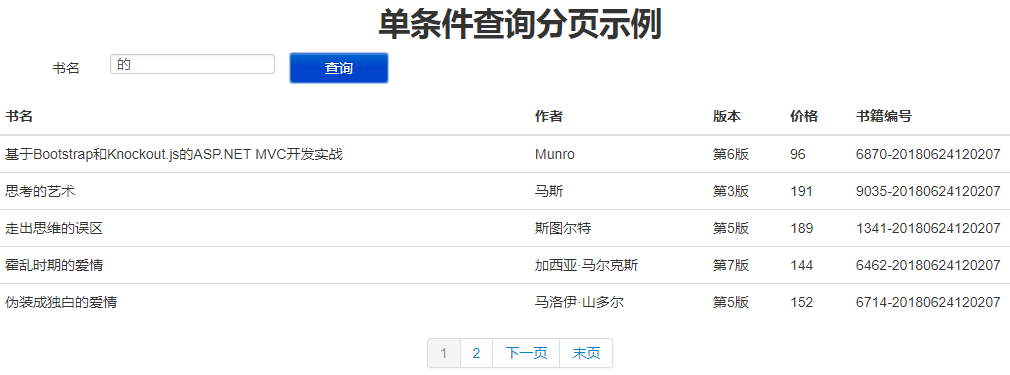 单条件查询分页示例
书名 的 查询
书名 作者 版本 价格 书籍编号
基于Bootstrap和Knockout.js的ASP.NET MVC开发实战 Munro 第6版 96 6870-20180624120207
思考的艺术 马斯 第3版 191 9035-20180624120207
走出思维的误区 斯图尔特 第5版 189 1341-20180624120207
霍乱时期的爱情 加西亚·马尔克斯 第7版 144 6462-20180624120207
伪装成独白的爱情 马洛伊·山多尔 第5版 152 6714-20180624120207
1 2 下一页 末页